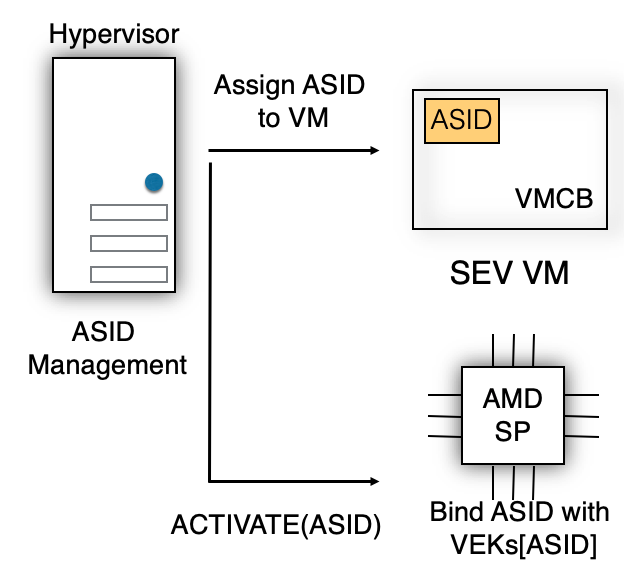 Hypervisor
Assign ASID
to VM
ASID
VMCB
SEV VM
ASID
Management
AMD
SP
ACTIVATE(ASID)
Bind ASID with
VEKs[ASID]